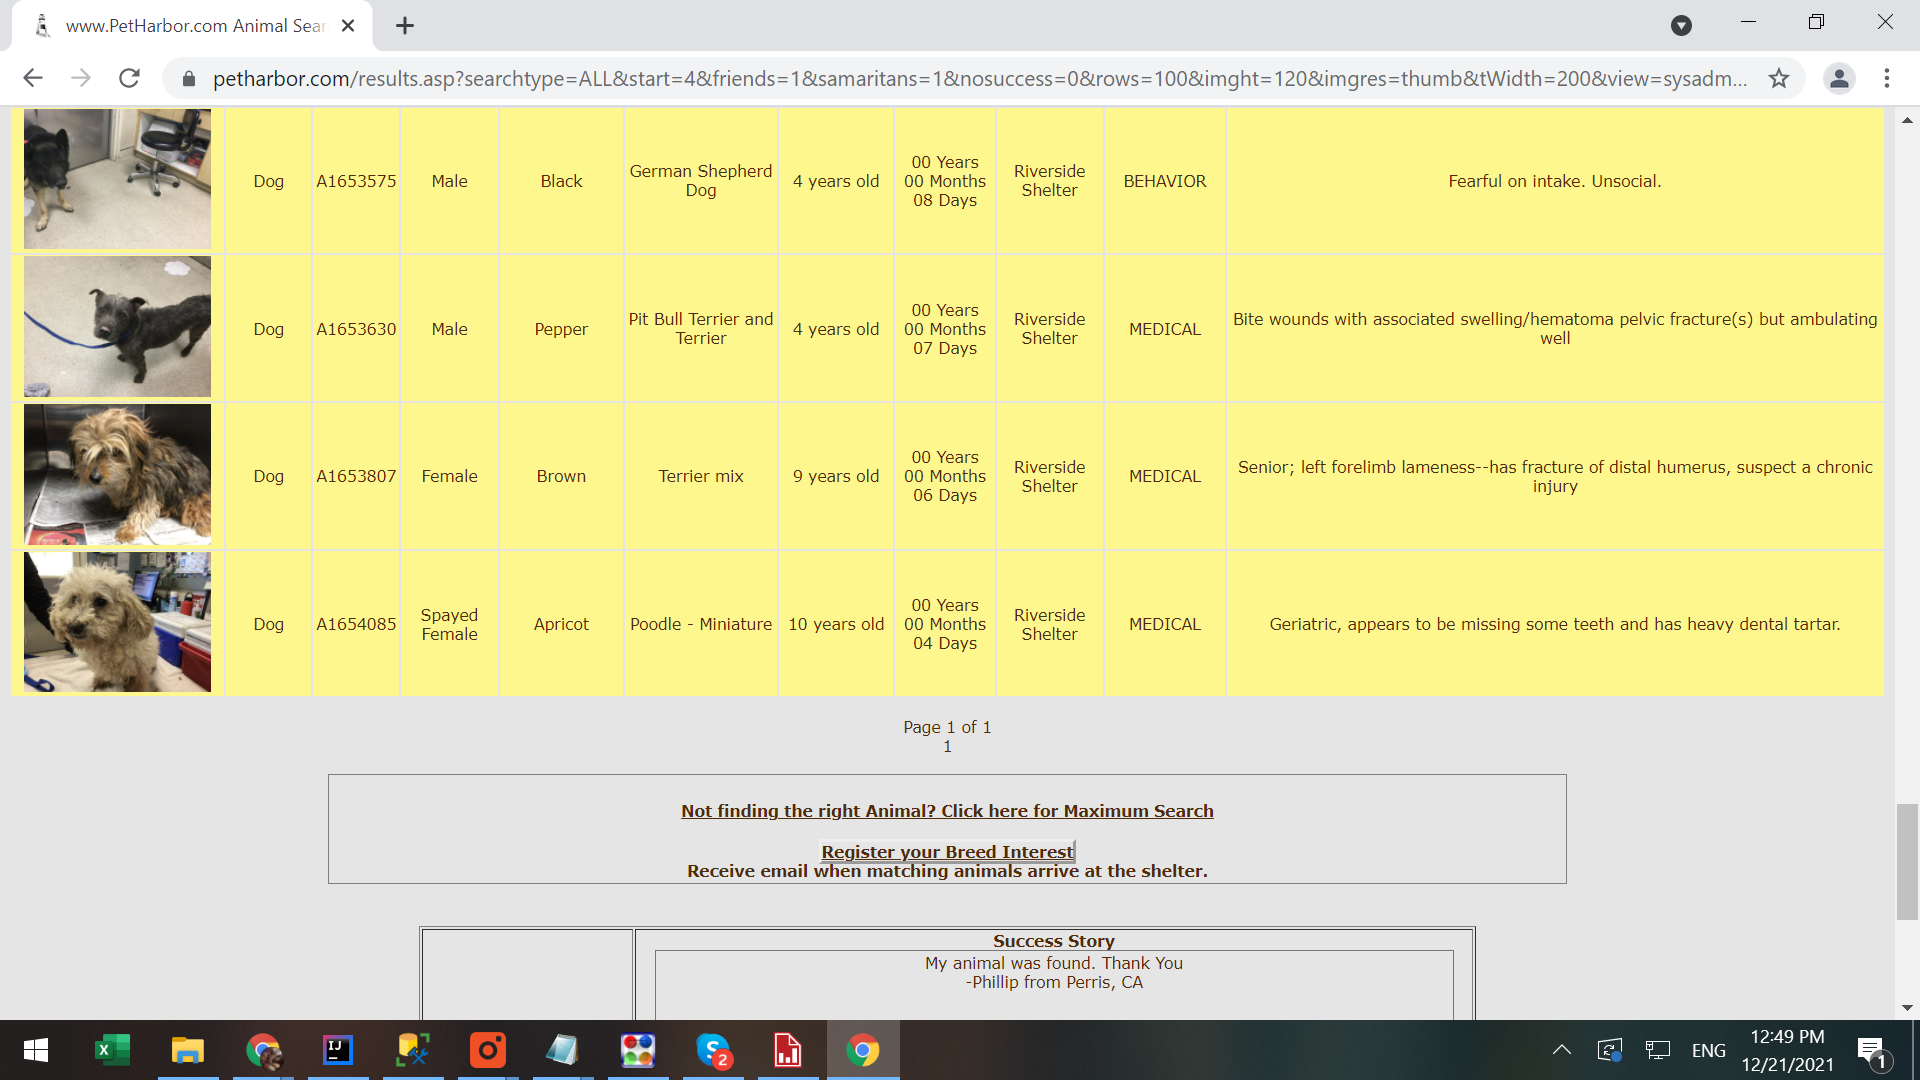 www.PetHarbor.com Animal Sear
petharbor.com/results.asp?searchtype=ALL&start=4&friends=1&samaritans=1&nosuccess=0&rows=100&imght=120&imgres=thumb&tWidth=200&view=sysadm...
Dog
A1653575
Male
Black
German Shepherd
Dog
4 years old
00 Years
00 Months
08 Days
Riverside
Shelter
BEHAVIOR
Fearful on intake. Unsocial.
Dog
A1653630
Male
Pepper
Pit Bull Terrier and
Terrier
4 years old
00 Years
00 Months
07 Days
Riverside
Shelter
MEDICAL
Bite wounds with associated swelling/hematoma pelvic fracture(s) but ambulating
well
Dog
A1653807
Female
Brown
Terrier mix
9 years old
00 Years
00 Months
06 Days
Riverside
Shelter
MEDICAL
Senior; left forelimb lameness--has fracture of distal humerus, suspect a chronic
injury
Dog
A1654085
Spayed
Female
Apricot
Poodle - Miniature
10 years old
00 Years
00 Months
04 Days
Riverside
Shelter
MEDICAL
Geriatric, appears to be missing some teeth and has heavy dental tartar.
Page 1 of 1
1
Not finding the right Animal? Click here for Maximum Search
Register your Breed Interest
Receive email when matching animals arrive at the shelter.
Success Story
My animal was found. Thank You
-Phillip from Perris, CA
2
ENG
12:49 PM
12/21/2021
1